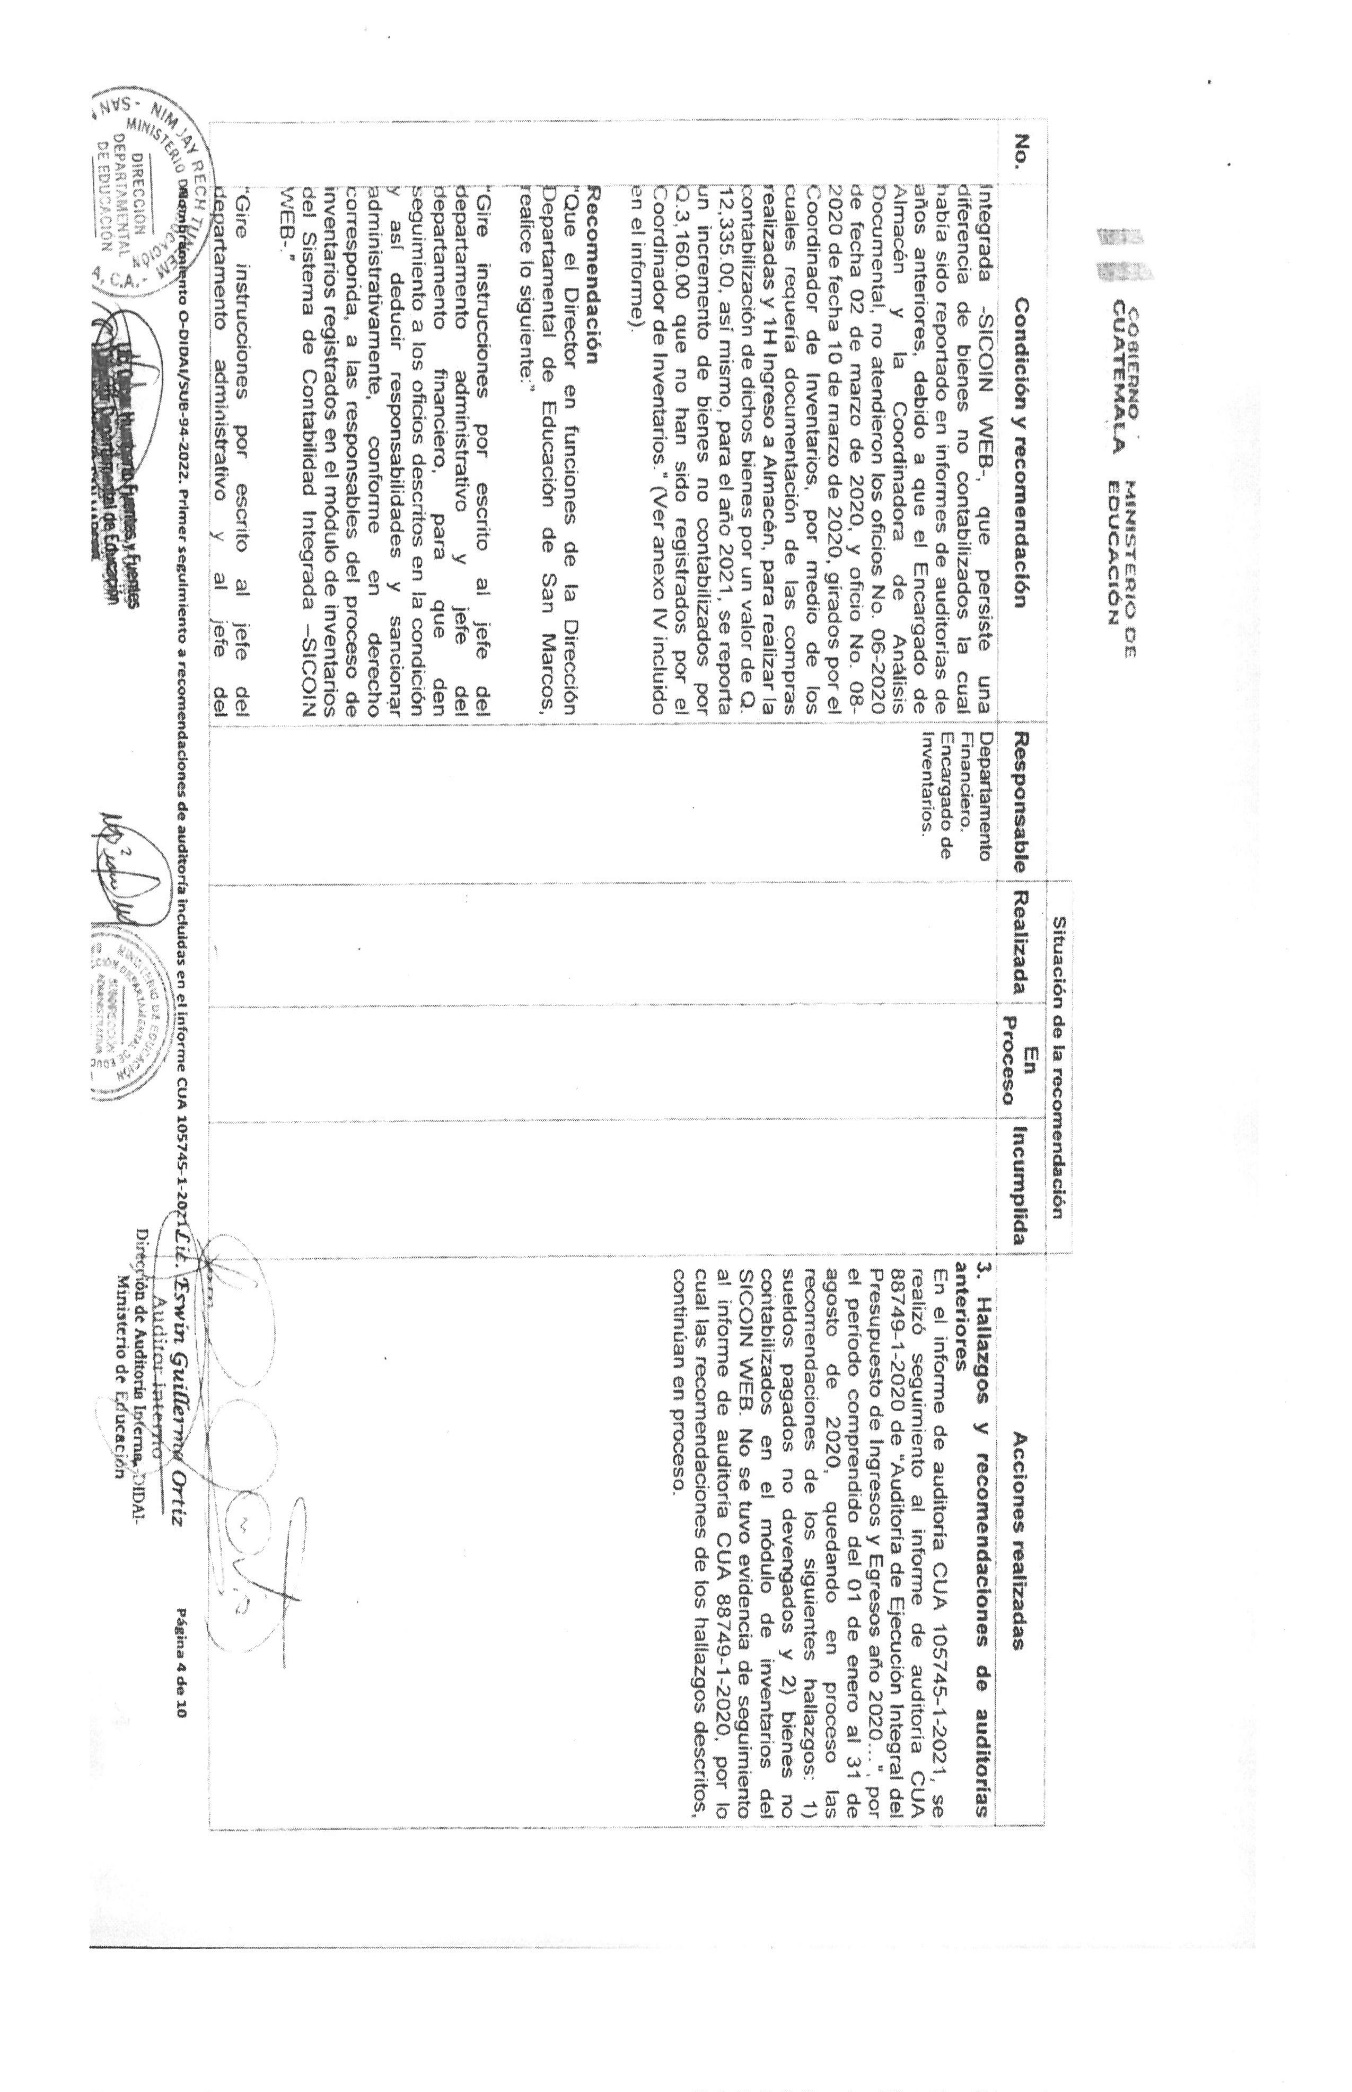 GOBIERNO
GUATEMALA
MINISTERIO DE
EDUCACIÓN
Situación de la recomendación
No.
Condición y recomendación
Responsable
Realizada
En
Proceso
Incumplida
Acciones realizadas
Integrada -SICOIN WEB-, que persiste una
diferencia de bienes no contabilizados la cual
había sido reportado en informes de auditorías de
años anteriores, debido a que el Encargado de
Almacén y la Coordinadora de Análisis
Documental, no atendieron los oficios No. 06-2020
de fecha 02 de marzo de 2020, y oficio No. 08-
2020 de fecha 10 de marzo de 2020, girados por el
Coordinador de Inventarios, por medio de los
cuales requería documentación de las compras
realizadas y 1H Ingreso a Almacén, para realizar la
contabilización de dichos bienes por un valor de Q.
12,335.00, así mismo, para el año 2021, se reporta
un incremento de bienes no contabilizados por
Q.3,160.00 que no han sido registrados por el
Coordinador de Inventarios." (Ver anexo IV incluido
en el informe).
Recomendación
"Que el Director en funciones de la Dirección
Departamental de Educación de San Marcos,
realice lo siguiente:"
"Gire instrucciones por escrito al jefe del
departamento administrativo y jefe del
departamento financiero, para que den
seguimiento a los oficios descritos en la condición
y así deducir responsabilidades y sancionar
administrativamente, conforme en derecho
corresponda, a las responsables del proceso de
inventarios registrados en el módulo de inventarios
del Sistema de Contabilidad Integrada –SICOIN
WEB-."
"Gire instrucciones por escrito al jefe del
departamento administrativo y al jefe del
Departamento
Financiero.
Encargado de
Inventarios.
3. Hallazgos y recomendaciones de auditorías
anteriores
En el informe de auditoría CUA 105745-1-2021, se
realizó seguimiento al informe de auditoría CUA
88749-1-2020 de "Auditoría de Ejecución Integral del
Presupuesto de Ingresos y Egresos año 2020...", por
el período comprendido del 01 de enero al 31 de
agosto de 2020, quedando en proceso las
recomendaciones de los siguientes hallazgos: 1)
sueldos pagados no devengados y 2) bienes no
contabilizados en el módulo de inventarios del
SICOIN WEB. No se tuvo evidencia de seguimiento
al informe de auditoría CUA 88749-1-2020, por lo
cual las recomendaciones de los hallazgos descritos,
continúan en proceso.
Nombramiento O-DIDAI/SUB-94-2022. Primer seguimiento a recomendaciones de auditoría incluidas en el informe CUA 105745-1-2021
Página 4 de 10
NIM JAY RECH
MINISTERIO DE
DIRECCIÓN
DEPARTAMENTAL
DE EDUCACIÓN
Humberto Fuentes y Fuentes
Departamental de Educación
MINISTERIO DE EDUCACIÓN
Lic. Eswin Guillermo Ortiz
Auditor Interno
Dirección de Auditoría Interna -DIDAI-
Ministerio de Educación